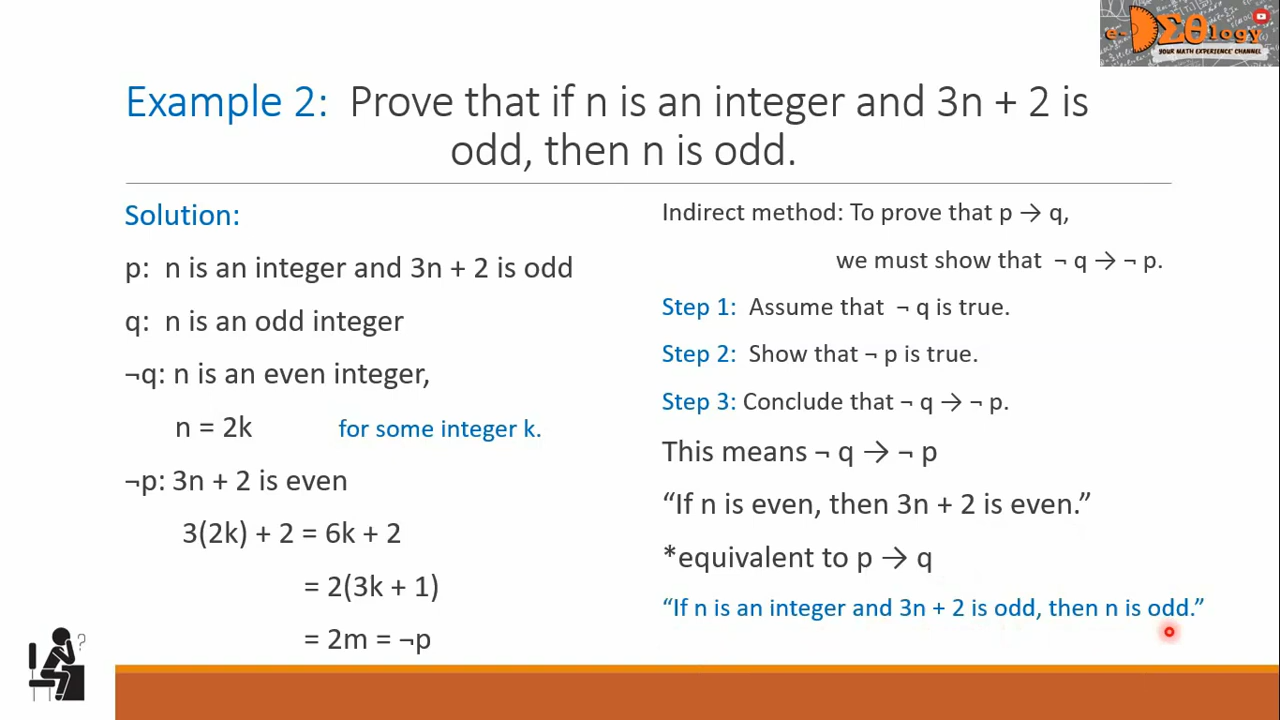 e-DΣθlogy
YOUR MATH EXPERIENCE CHANNEL
Example 2: Prove that if n is an integer and 3n + 2 is
odd, then n is odd.
Solution:
p: n is an integer and 3n + 2 is odd
q: n is an odd integer
¬q: n is an even integer,
n = 2k for some integer k.
¬p: 3n + 2 is even
3(2k) + 2 = 6k + 2
= 2(3k + 1)
= 2m = ¬p
?
Indirect method: To prove that p → q,
we must show that ¬ q → ¬ p.
Step 1: Assume that ¬ q is true.
Step 2: Show that ¬ p is true.
Step 3: Conclude that ¬ q → ¬ p.
This means ¬ q → ¬ p
“If n is even, then 3n + 2 is even.”
*equivalent to p → q
“If n is an integer and 3n + 2 is odd, then n is odd.”